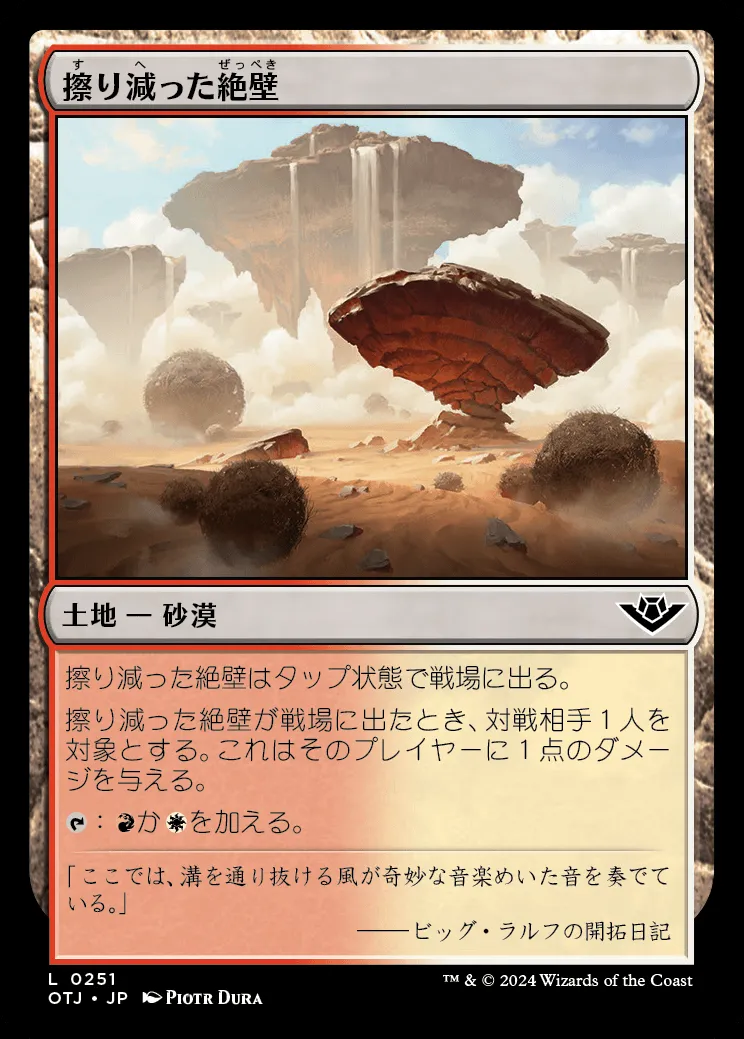 擦り減った絶壁
土地 ― 砂漠
擦り減った絶壁はタップ状態で戦場に出る。
擦り減った絶壁が戦場に出たとき、対戦相手１人を
対象とする。これはそのプレイヤーに１点のダメー
ジを与える。
：か を加える。
「ここでは、溝を通り抜ける風が奇妙な音楽めいた音を奏でて
いる。」
――ビッグ・ラルフの開拓日記
L 0251
OTJ • JP Piotr Dura
™ & © 2024 Wizards of the Coast